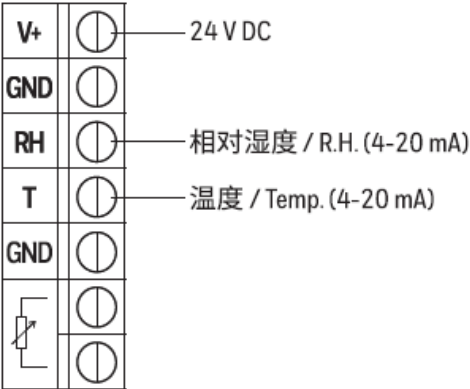 V+ 24 V DC
GND
RH 相对湿度 / R.H. (4-20 mA)
T 温度 / Temp. (4-20 mA)
GND